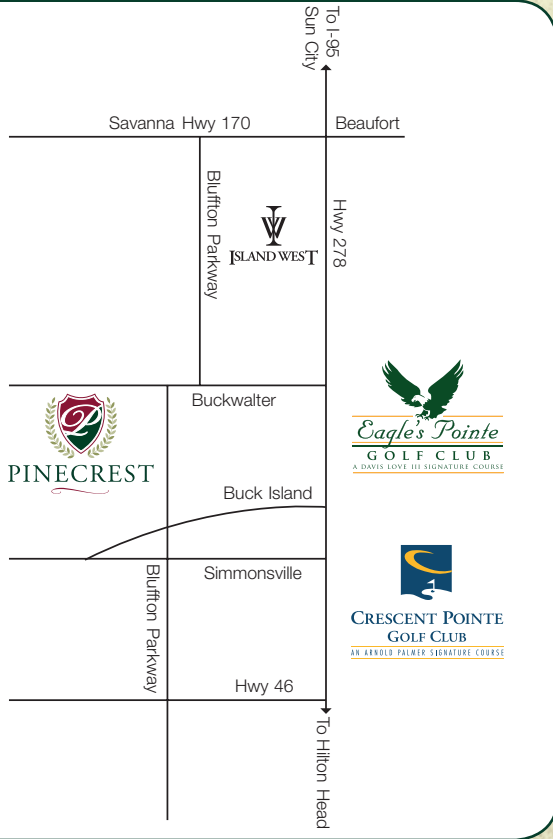 To I-95
Sun City
Savanna Hwy 170
Beaufort
Bluffton Parkway
Hwy 278
ISLAND WEST
Buckwalter
Eagle's Pointe
GOLF CLUB
A DAVIS LOVE III SIGNATURE COURSE
P
PINECREST
Buck Island
Simmonsville
Bluffton Parkway
CRESCENT POINTE
GOLF CLUB
AN ARNOLD PALMER SIGNATURE COURSE
Hwy 46
To Hilton Head